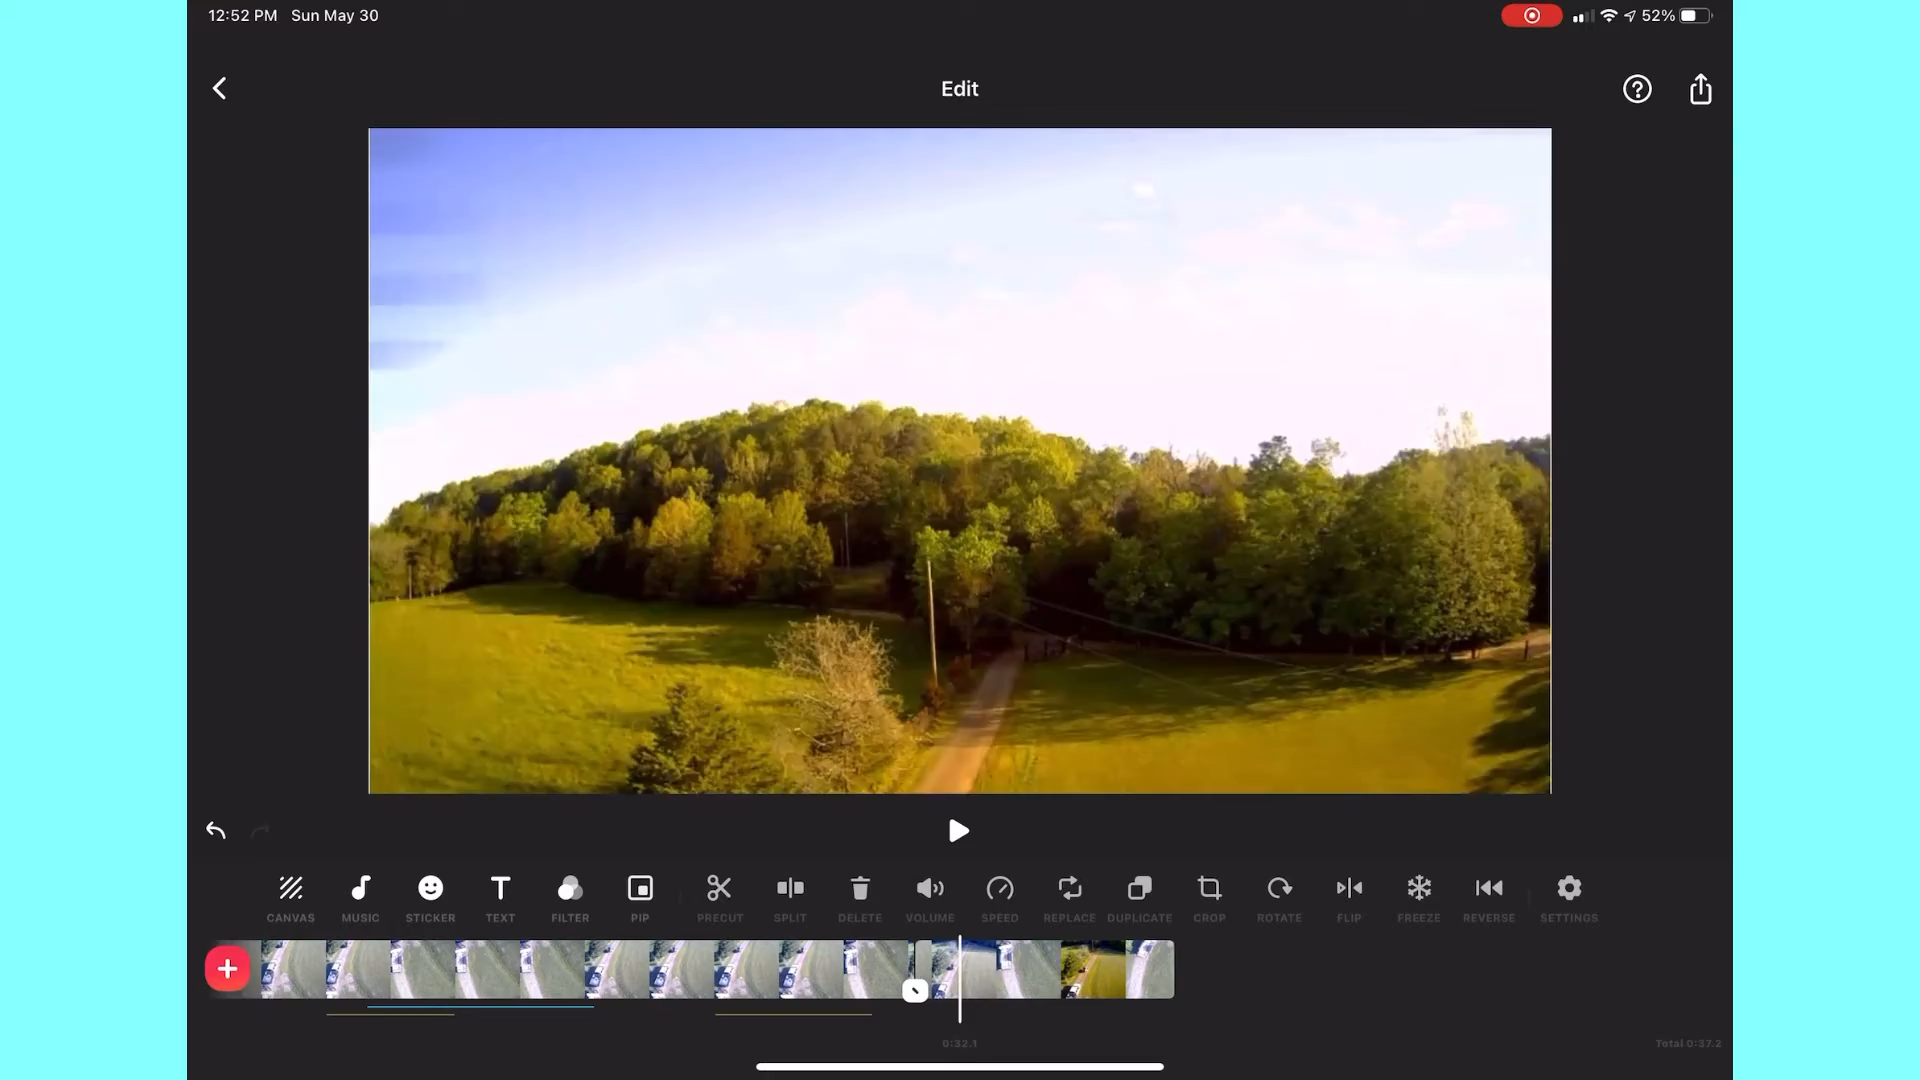 12:52 PM Sun May 30
52%
Edit
CANVAS MUSIC STICKER TEXT FILTER PIP PRECUT SPLIT DELETE VOLUME SPEED REPLACE DUPLICATE CROP ROTATE FLIP FREEZE REVERSE SETTINGS
0:32.1
Total 0:37.2